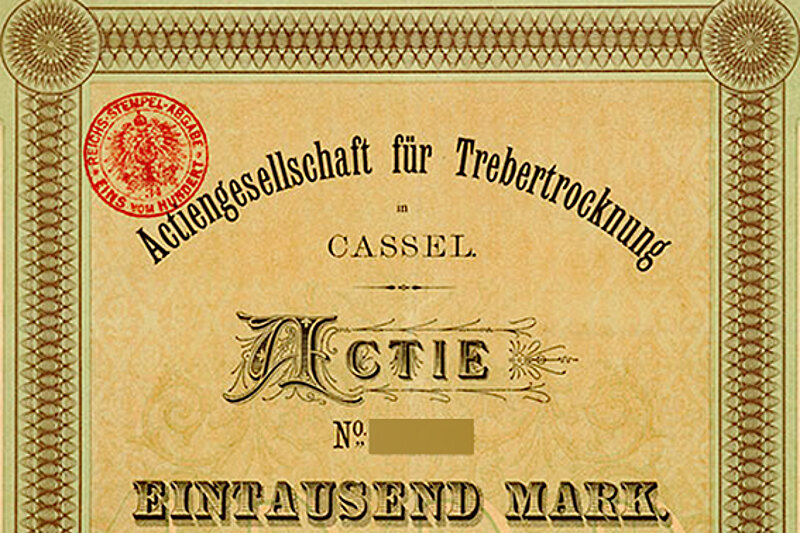 REICHS-STEMPEL-ABGABE
EINS VOM HUNDERT
Actiengesellschaft für Trebertrocknung
in
CASSEL.
ACTIE
No.
EINTAUSEND MARK.